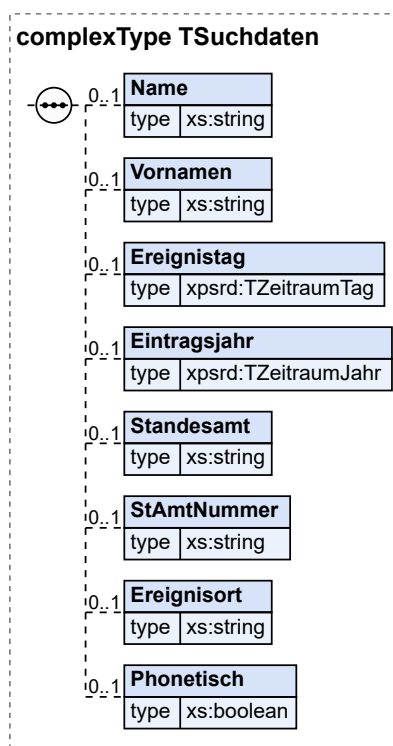 complexType TSuchdaten
0..1 Name
type xs:string
0..1 Vornamen
type xs:string
0..1 Ereignistag
type xpsrd:TZeitraumTag
0..1 Eintragsjahr
type xpsrd:TZeitraumJahr
0..1 Standesamt
type xs:string
0..1 StAmtNummer
type xs:string
0..1 Ereignisort
type xs:string
0..1 Phonetisch
type xs:boolean